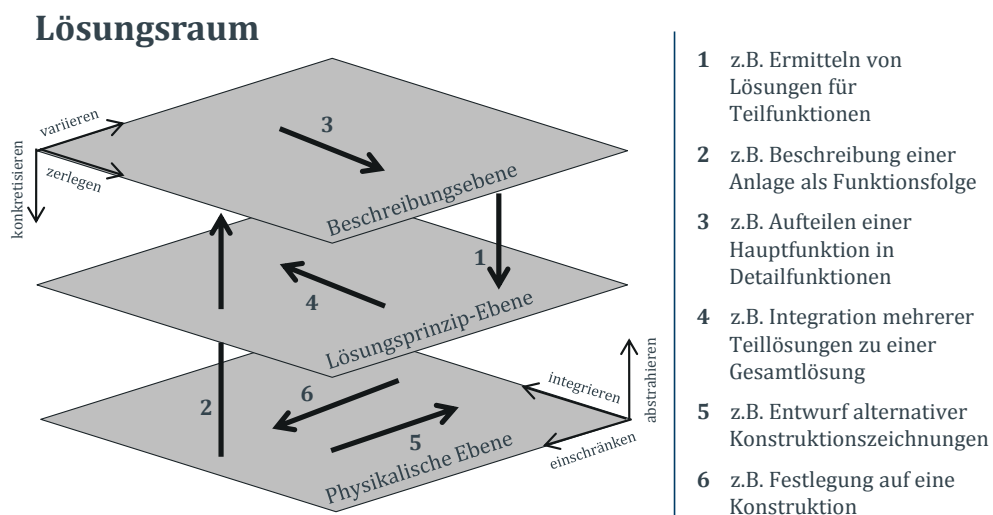 Lösungsraum
variieren
zerlegen
konkretisieren
3
Beschreibungsebene
1
4
Lösungsprinzip-Ebene
2
6
5
Physikalische Ebene
integrieren
einschränken
abstrahieren
1 z.B. Ermitteln von
Lösungen für
Teilfunktionen
2 z.B. Beschreibung einer
Anlage als Funktionsfolge
3 z.B. Aufteilen einer
Hauptfunktion in
Detailfunktionen
4 z.B. Integration mehrerer
Teillösungen zu einer
Gesamtlösung
5 z.B. Entwurf alternativer
Konstruktionszeichnungen
6 z.B. Festlegung auf eine
Konstruktion